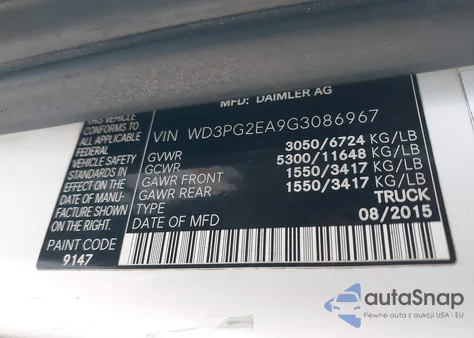 MFD: DAIMLER AG
THIS VEHICLE
CONFORMS TO
ALL APPLICABLE
FEDERAL
VEHICLE SAFETY
STANDARDS IN
EFFECT ON THE
DATE OF MANU-
FACTURE SHOWN ON
VIN WD3PG2EA9G3086967
GVWR 3050/6724 KG/LB
GCWR 5300/11648 KG/LB
GAWR FRONT 1550/3417 KG/LB
GAWR REAR 1550/3417 KG/LB
TYPE TRUCK
DATE OF MFD 08/2015
PAINT CODE
9147
autoSnap
Pewne auta z aukcji USA i EU